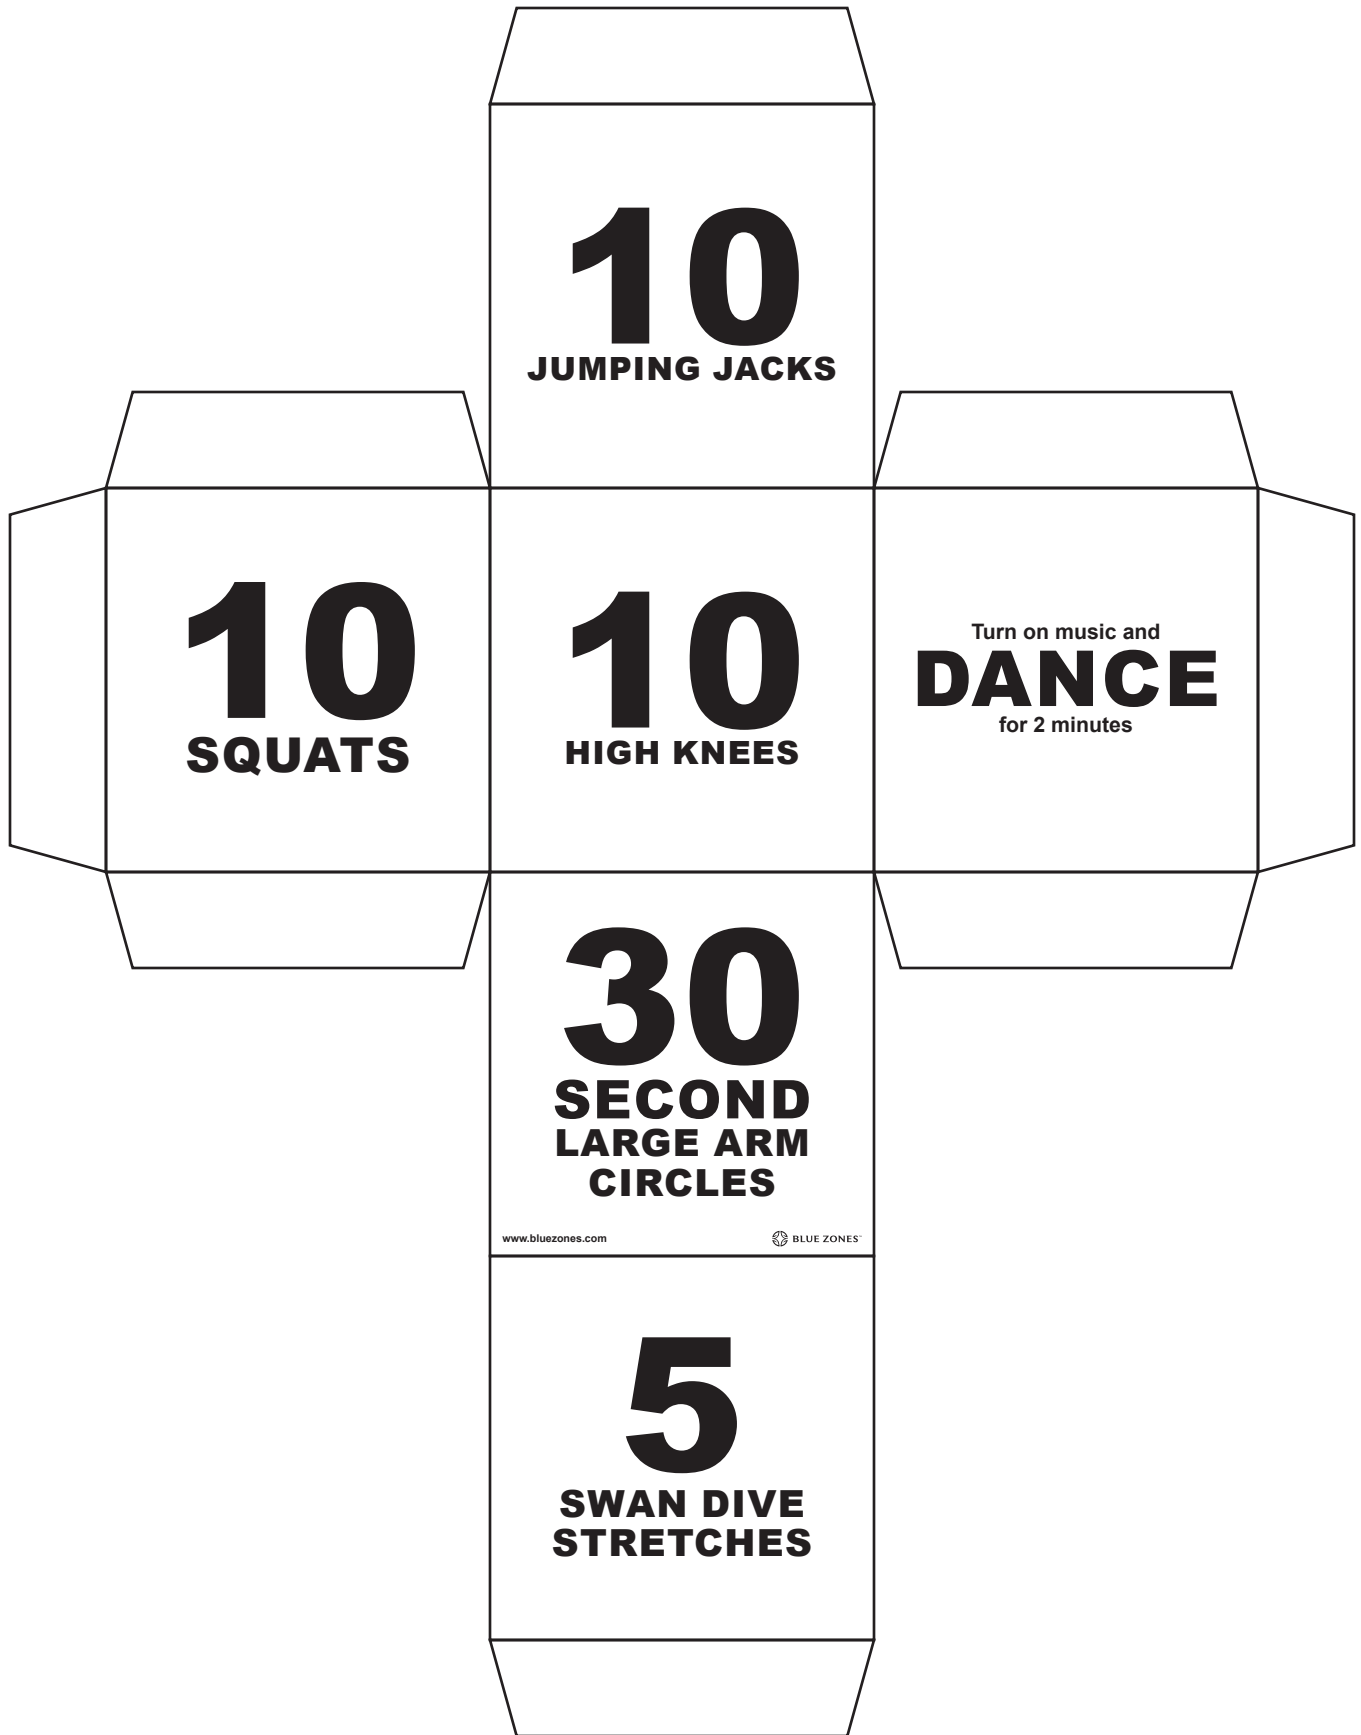 10
JUMPING JACKS
10
SQUATS
10
HIGH KNEES
Turn on music and
DANCE
for 2 minutes
30
SECOND
LARGE ARM
CIRCLES
www.bluezones.com
BLUE ZONES™
5
SWAN DIVE
STRETCHES